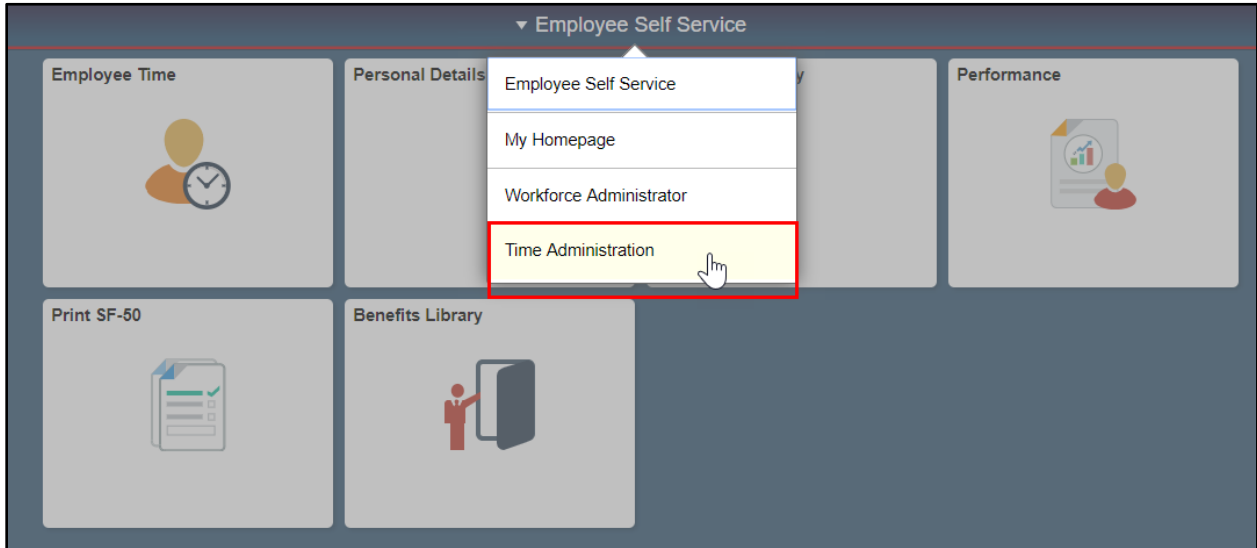 ▾ Employee Self Service
Employee Time
Personal Details
y
Performance
Employee Self Service
My Homepage
Workforce Administrator
Time Administration
Print SF-50
Benefits Library